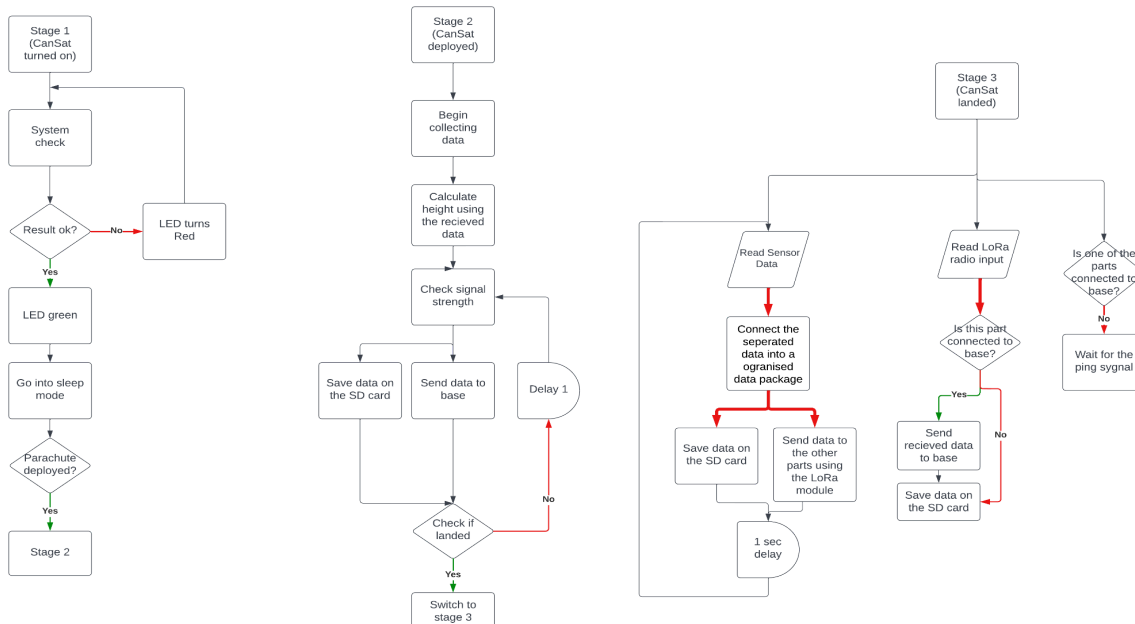 Stage 1
(CanSat
turned on)
System
check
Result ok?
No
LED turns
Red
Yes
LED green
Go into sleep
mode
Parachute
deployed?
Yes
Stage 2
Stage 2
(CanSat
deployed)
Begin
collecting
data
Calculate
height using
the recieved
data
Check signal
strength
Save data on
the SD card
Send data to
base
Delay 1
No
Check if
landed
Yes
Switch to
stage 3
Stage 3
(CanSat
landed)
Read Sensor
Data
Connect the
seperated
data into a
ogranised
data package
Save data on
the SD card
Send data to
the other
parts using
the LoRa
module
1 sec
delay
Read LoRa
radio input
Is this part
connected to
base?
Yes
No
Send
recieved data
to base
Save data on
the SD card
Is one of the
parts
connected to
base?
No
Wait for the
ping sygnal